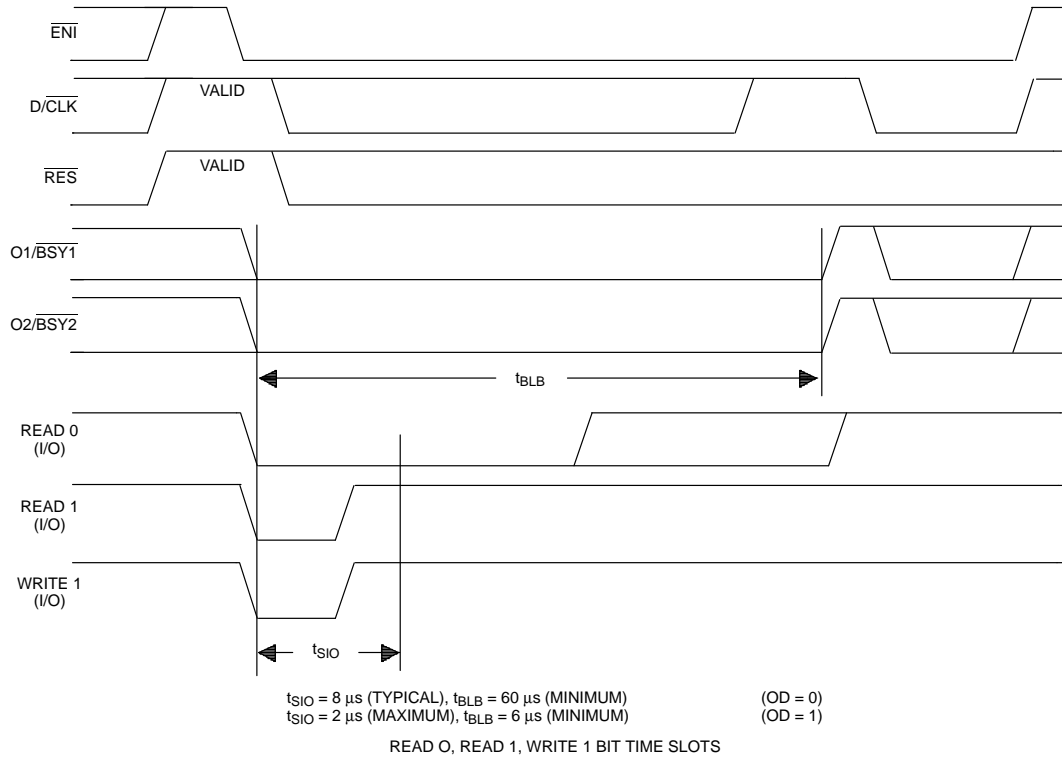 ENI
D/CLK
VALID
RES
VALID
O1/BSY1
O2/BSY2
tBLB
READ 0
(I/O)
READ 1
(I/O)
WRITE 1
(I/O)
tSIO
tSIO = 8 μs (TYPICAL), tBLB = 60 μs (MINIMUM) (OD = 0)
tSIO = 2 μs (MAXIMUM), tBLB = 6 μs (MINIMUM) (OD = 1)
READ O, READ 1, WRITE 1 BIT TIME SLOTS